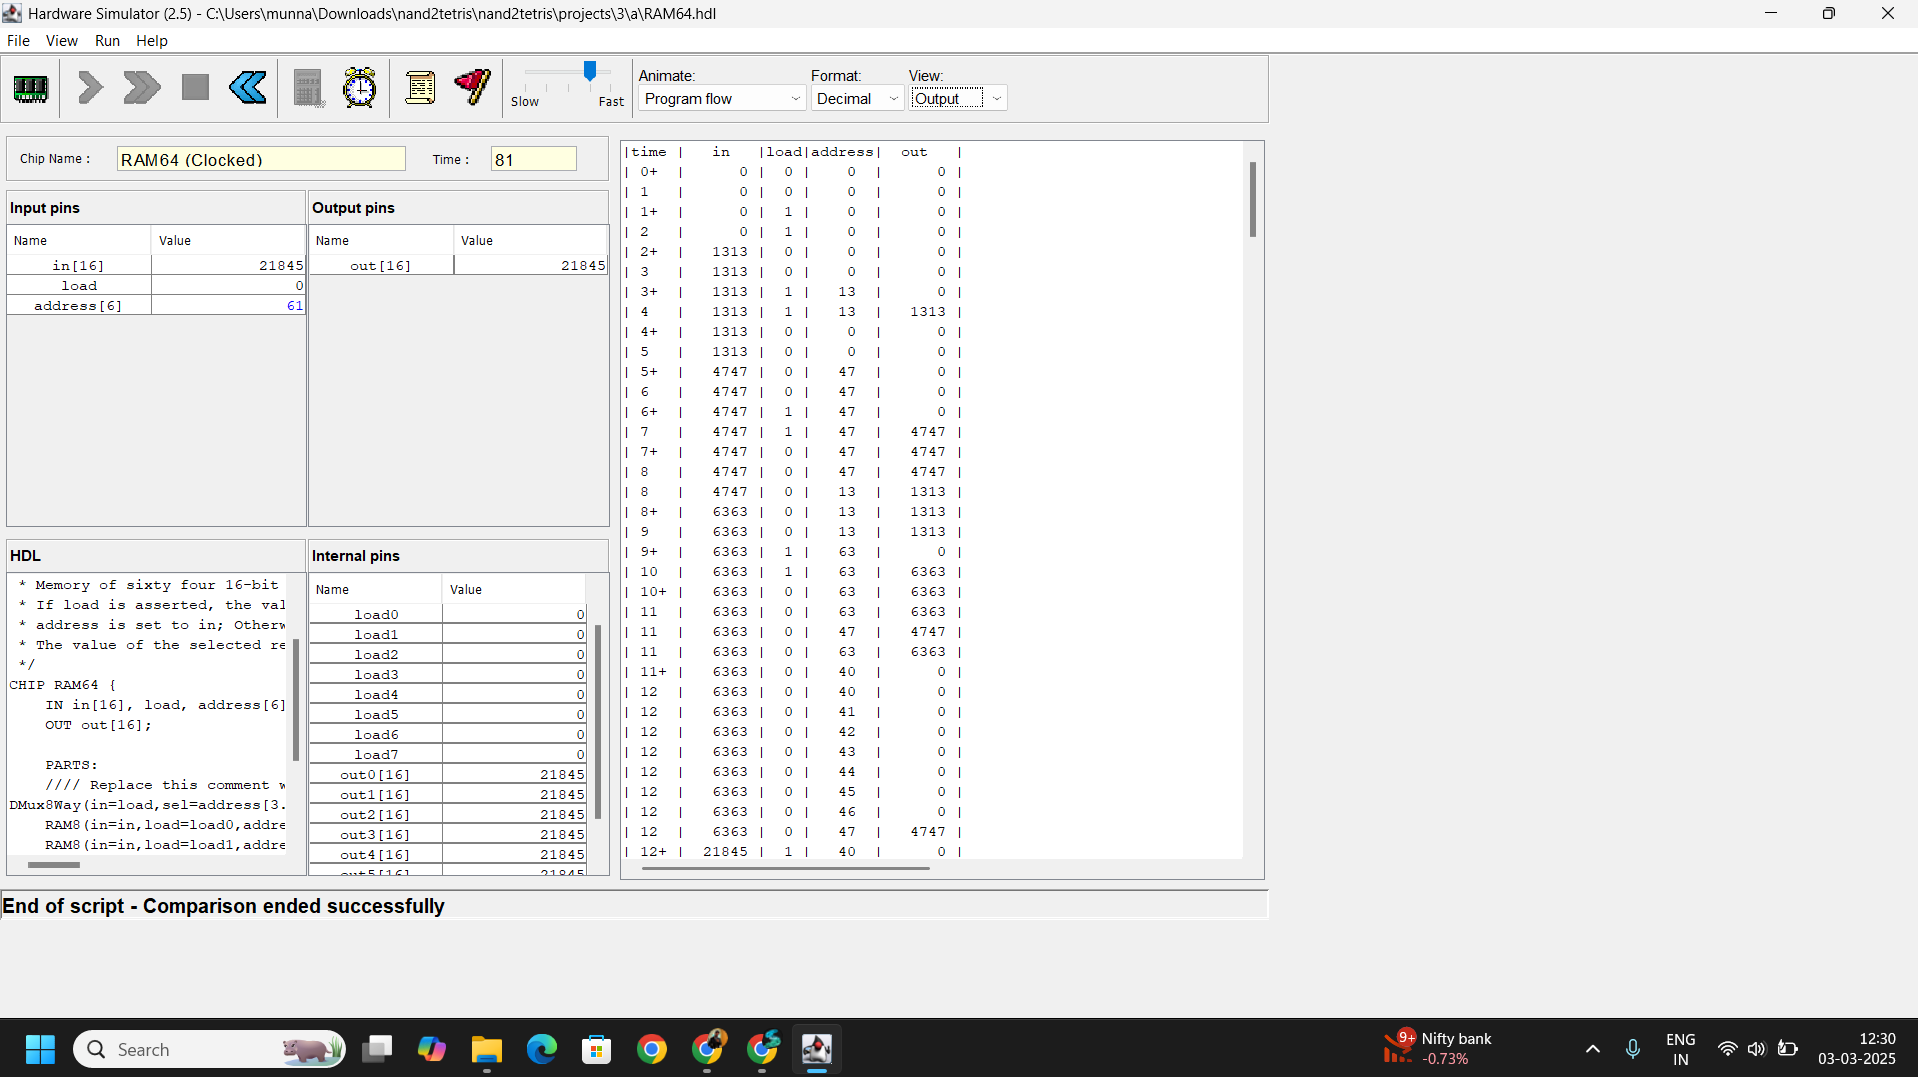 Hardware Simulator (2.5) - C:\Users\munna\Downloads\nand2tetris\nand2tetris\projects\3\a\RAM64.hdl
File View Run Help
Slow Fast
Animate: Format: View:
Program flow Decimal Output
Chip Name : RAM64 (Clocked) Time : 81
Input pins
Name Value
in[16] 21845
load 0
address[6] 61
Output pins
Name Value
out[16] 21845
HDL
* Memory of sixty four 16-bit
* If load is asserted, the val
* address is set to in; Otherw
* The value of the selected re
*/
CHIP RAM64 {
IN in[16], load, address[6]
OUT out[16];
PARTS:
//// Replace this comment w
DMux8Way(in=load,sel=address[3.
RAM8(in=in,load=load0,addre
RAM8(in=in,load=load1,addre
Internal pins
Name Value
load0 0
load1 0
load2 0
load3 0
load4 0
load5 0
load6 0
load7 0
out0[16] 21845
out1[16] 21845
out2[16] 21845
out3[16] 21845
out4[16] 21845
out5[16] 21845
|time | in |load|address| out |
| 0+ | 0 | 0 | 0 | 0 |
| 1 | 0 | 0 | 0 | 0 |
| 1+ | 0 | 1 | 0 | 0 |
| 2 | 0 | 1 | 0 | 0 |
| 2+ | 1313 | 0 | 0 | 0 |
| 3 | 1313 | 0 | 0 | 0 |
| 3+ | 1313 | 1 | 13 | 0 |
| 4 | 1313 | 1 | 13 | 1313 |
| 4+ | 1313 | 0 | 0 | 0 |
| 5 | 1313 | 0 | 0 | 0 |
| 5+ | 4747 | 0 | 47 | 0 |
| 6 | 4747 | 0 | 47 | 0 |
| 6+ | 4747 | 1 | 47 | 0 |
| 7 | 4747 | 1 | 47 | 4747 |
| 7+ | 4747 | 0 | 47 | 4747 |
| 8 | 4747 | 0 | 47 | 4747 |
| 8 | 4747 | 0 | 13 | 1313 |
| 8+ | 6363 | 0 | 13 | 1313 |
| 9 | 6363 | 0 | 13 | 1313 |
| 9+ | 6363 | 1 | 63 | 0 |
| 10 | 6363 | 1 | 63 | 6363 |
| 10+ | 6363 | 0 | 63 | 6363 |
| 11 | 6363 | 0 | 63 | 6363 |
| 11 | 6363 | 0 | 47 | 4747 |
| 11 | 6363 | 0 | 63 | 6363 |
| 11+ | 6363 | 0 | 40 | 0 |
| 12 | 6363 | 0 | 40 | 0 |
| 12 | 6363 | 0 | 41 | 0 |
| 12 | 6363 | 0 | 42 | 0 |
| 12 | 6363 | 0 | 43 | 0 |
| 12 | 6363 | 0 | 44 | 0 |
| 12 | 6363 | 0 | 45 | 0 |
| 12 | 6363 | 0 | 46 | 0 |
| 12 | 6363 | 0 | 47 | 4747 |
| 12+ | 21845 | 1 | 40 | 0 |
End of script - Comparison ended successfully
Search
9+
Nifty bank
-0.73%
ENG
IN
12:30
03-03-2025